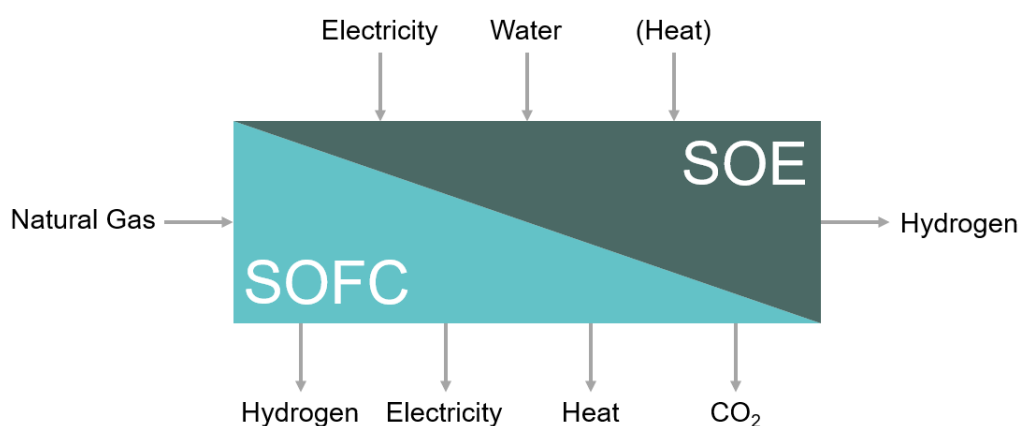 Electricity Water (Heat)
SOE
Natural Gas
Hydrogen
SOFC
Hydrogen Electricity Heat CO₂